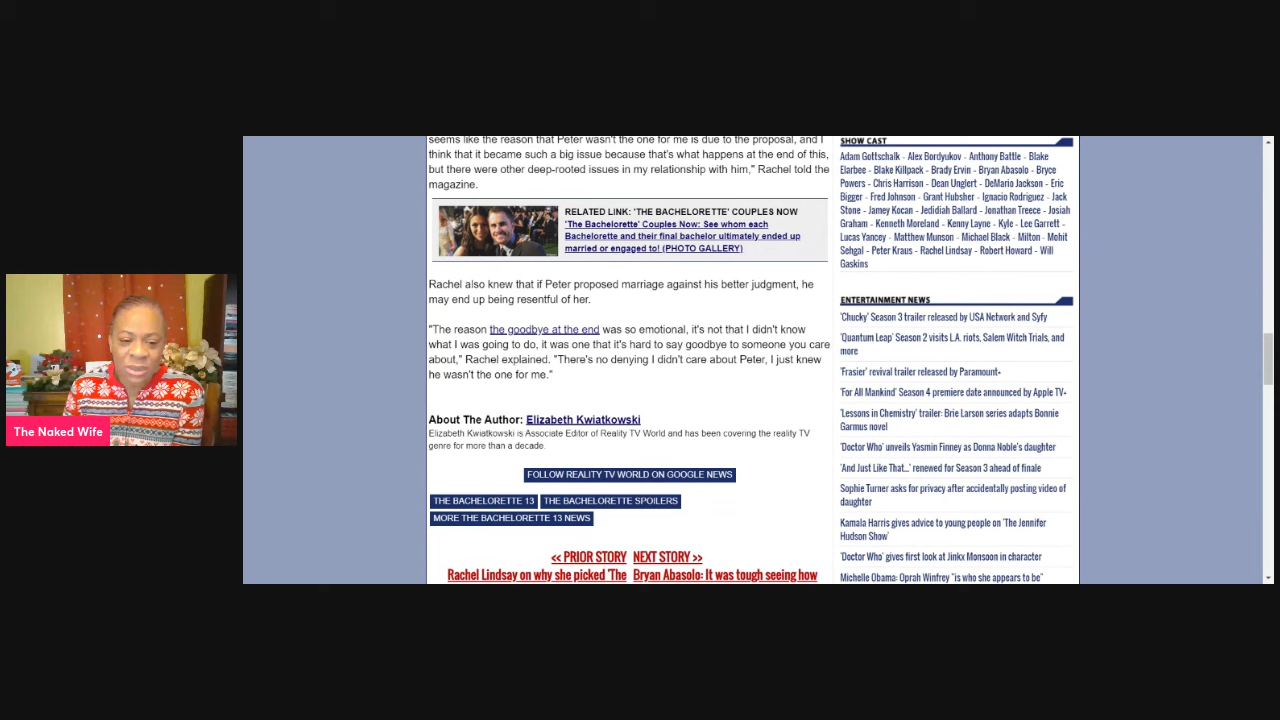 seems like the reason that Peter wasn't the one for me is due to the proposal, and I
think that it became such a big issue because that's what happens at the end of this,
but there were other deep-rooted issues in my relationship with him," Rachel told the
magazine.
RELATED LINK: 'THE BACHELORETTE' COUPLES NOW
'The Bachelorette' Couples Now: See whom each
Bachelorette and their final bachelor ultimately ended up
married or engaged to! (PHOTO GALLERY)
Rachel also knew that if Peter proposed marriage against his better judgment, he
may end up being resentful of her.
"The reason the goodbye at the end was so emotional, it's not that I didn't know
what I was going to do, it was one that it's hard to say goodbye to someone you care
about," Rachel explained. "There's no denying I didn't care about Peter, I just knew
he wasn't the one for me."
About The Author: Elizabeth Kwiatkowski
Elizabeth Kwiatkowski is Associate Editor of Reality TV World and has been covering the reality TV
genre for more than a decade.
FOLLOW REALITY TV WORLD ON GOOGLE NEWS
THE BACHELORETTE 13 THE BACHELORETTE SPOILERS
MORE THE BACHELORETTE 13 NEWS
<< PRIOR STORY NEXT STORY >>
Rachel Lindsay on why she picked 'The Bryan Abasolo: It was tough seeing how
SHOW CAST
Adam Gottschalk - Alex Bordyukov - Anthony Battle - Blake
Elarbee - Blake Killpack - Brady Ervin - Bryan Abasolo - Bryce
Powers - Chris Harrison - Dean Unglert - DeMario Jackson - Eric
Bigger - Fred Johnson - Grant Hubsher - Ignacio Rodriguez - Jack
Stone - Jamey Kocan - Jedidiah Ballard - Jonathan Treece - Josiah
Graham - Kenneth Moreland - Kenny Layne - Kyle - Lee Garrett -
Lucas Yancey - Matthew Munson - Michael Black - Milton - Mohit
Sehgal - Peter Kraus - Rachel Lindsay - Robert Howard - Will
Gaskins
ENTERTAINMENT NEWS
'Chucky' Season 3 trailer released by USA Network and Syfy
'Quantum Leap' Season 2 visits L.A. riots, Salem Witch Trials, and
more
'Frasier' revival trailer released by Paramount+
'For All Mankind' Season 4 premiere date announced by Apple TV+
'Lessons in Chemistry' trailer: Brie Larson series adapts Bonnie
Garmus novel
'Doctor Who' unveils Yasmin Finney as Donna Noble's daughter
'And Just Like That...' renewed for Season 3 ahead of finale
Sophie Turner asks for privacy after accidentally posting video of
daughter
Kamala Harris gives advice to young people on 'The Jennifer
Hudson Show'
'Doctor Who' gives first look at Jinkx Monsoon in character
Michelle Obama: Oprah Winfrey "is who she appears to be"
The Naked Wife